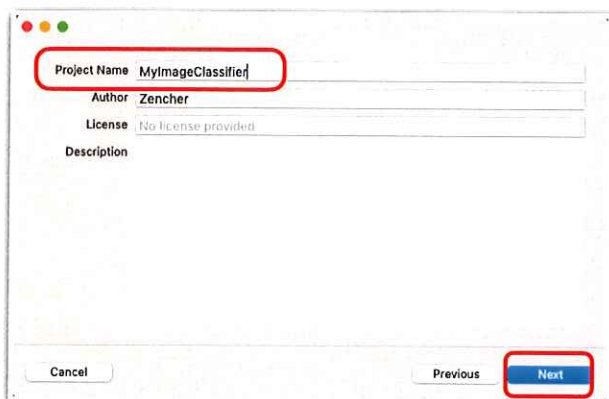 Project Name MyImageClassifier
Author Zencher
License No license provided
Description
Cancel Previous Next